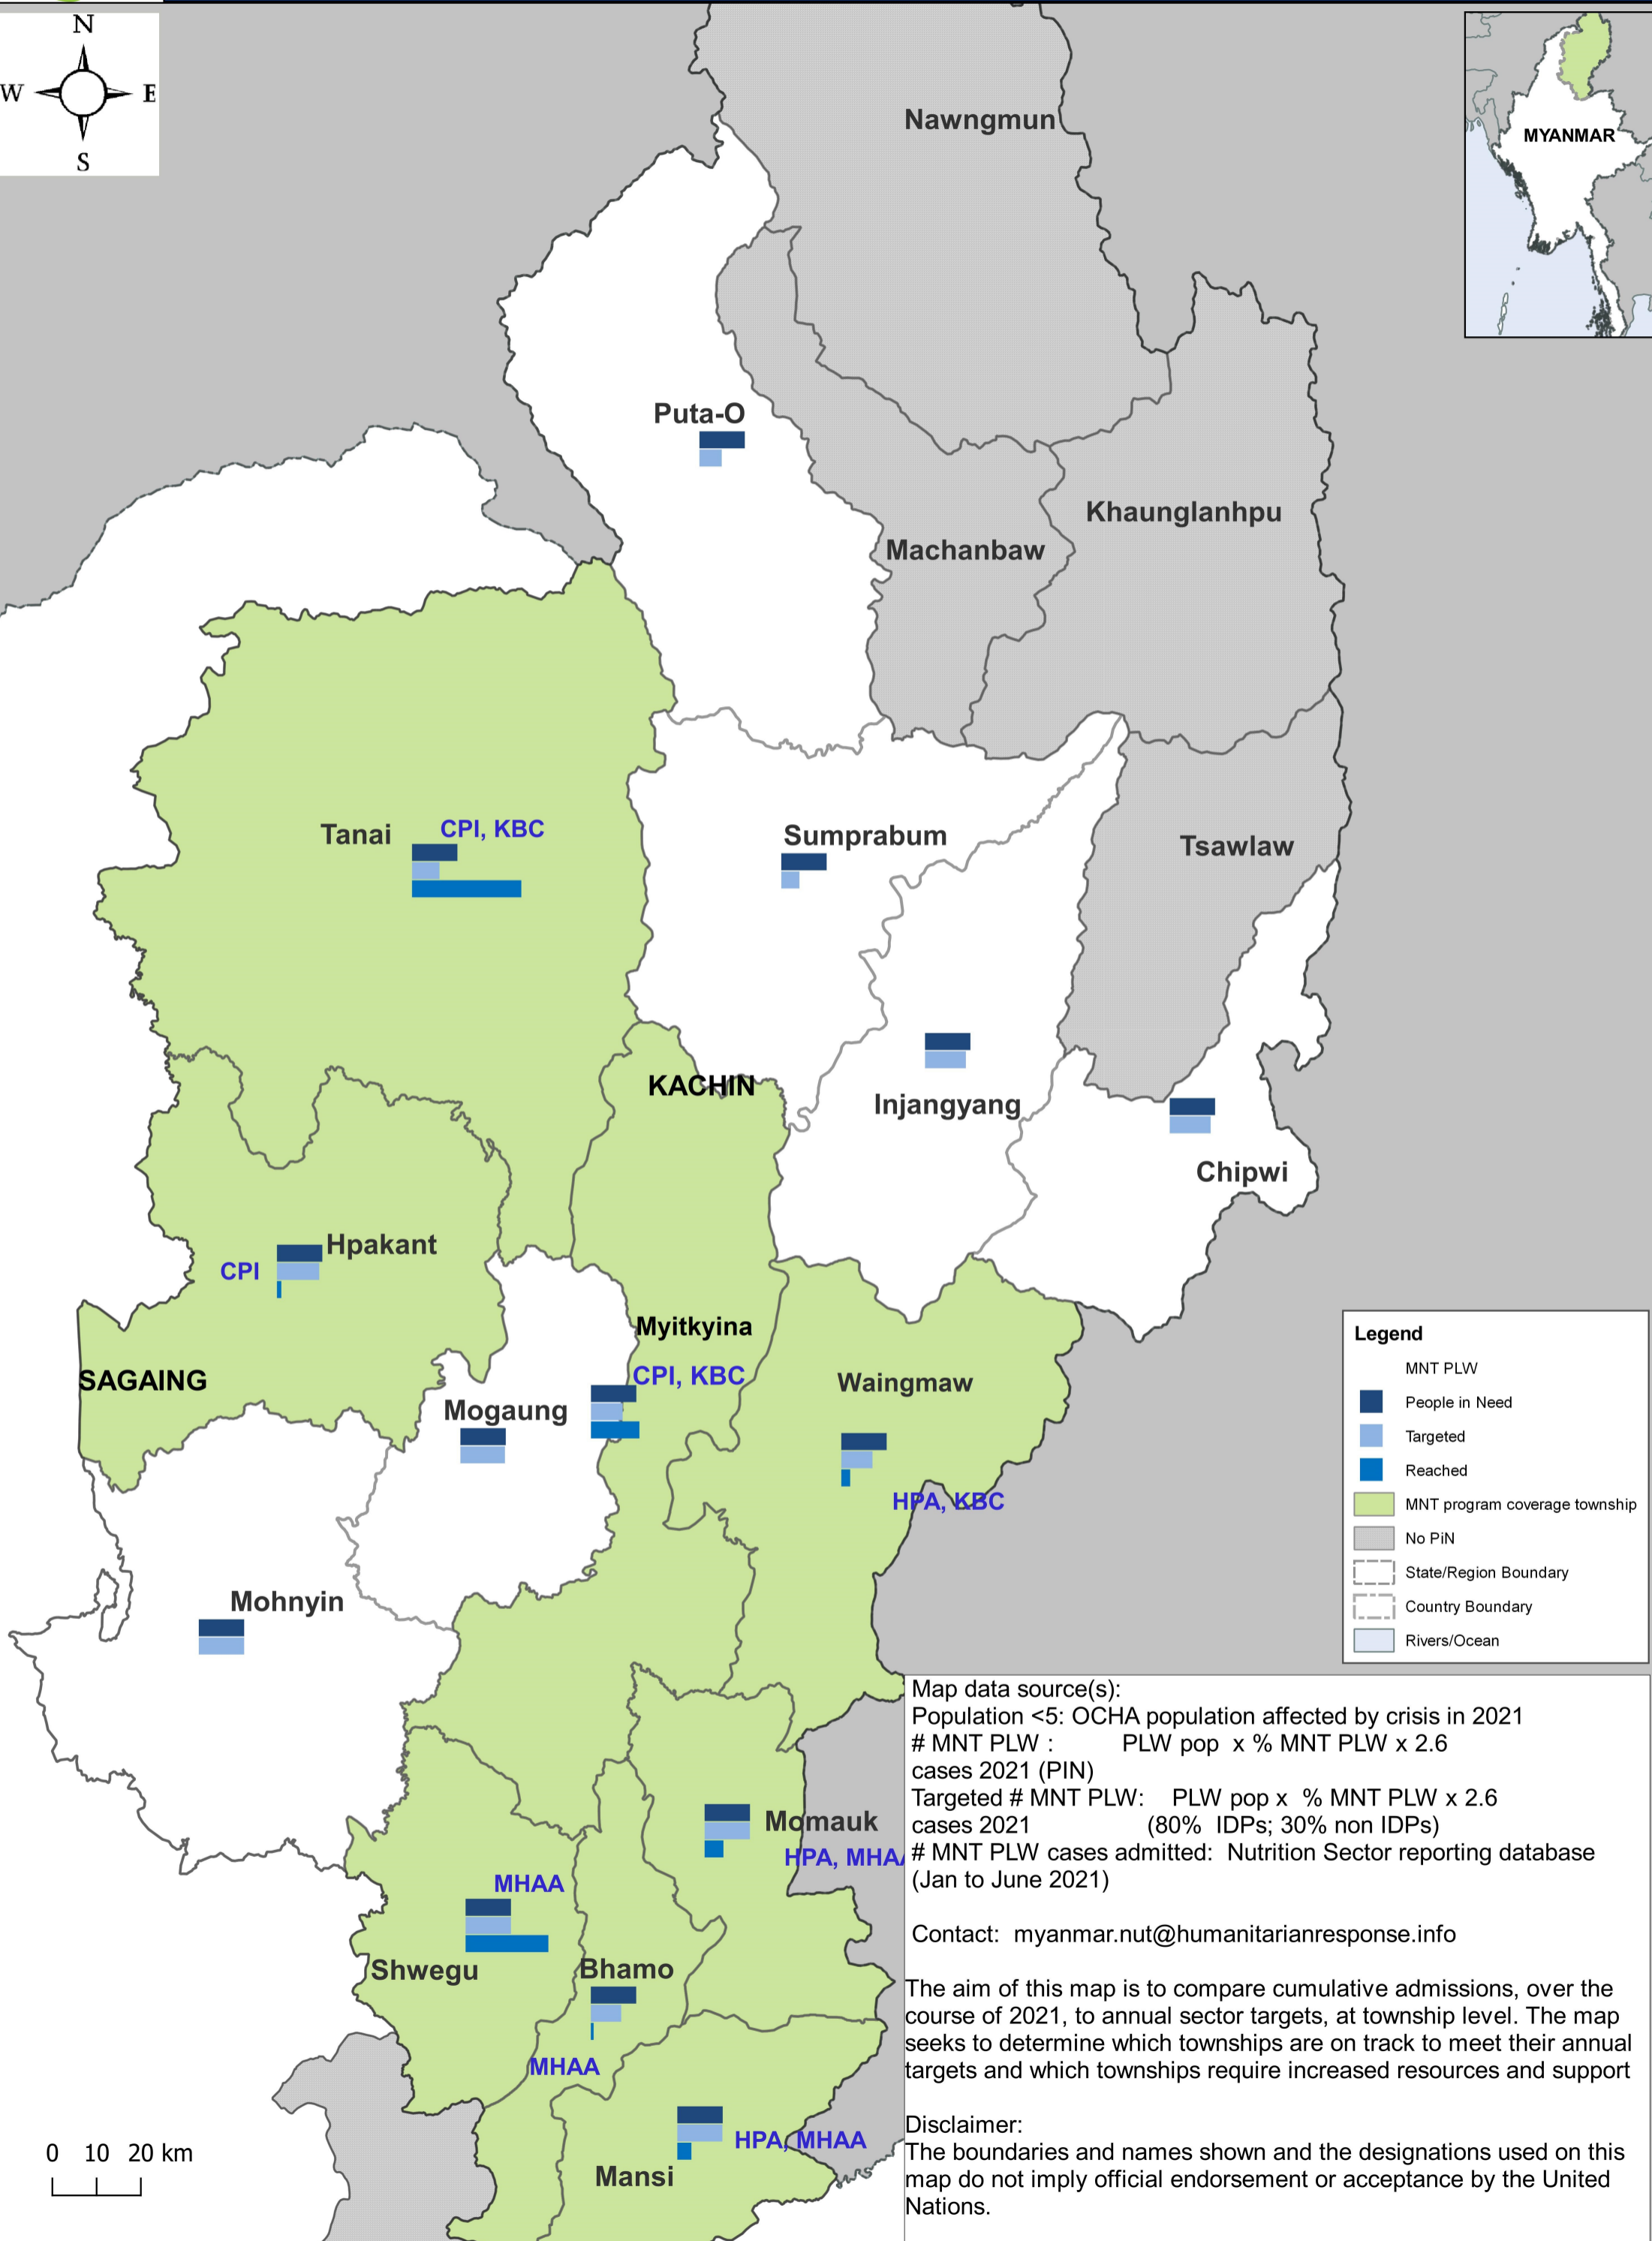 N
W E
S
Nawngmun
MYANMAR
Puta-O
Khaunglanhpu
Machanbaw
Tanai
CPI, KBC
Sumprabum
Tsawlaw
KACHIN
Injangyang
Chipwi
Hpakant
CPI
Myitkyina
CPI, KBC
SAGAING
Waingmaw
Mogaung
HPA, KBC
Mohnyin
Legend
MNT PLW
People in Need
Targeted
Reached
MNT program coverage township
No PiN
State/Region Boundary
Country Boundary
Rivers/Ocean
Momauk
HPA, MHAA
MHAA
Shwegu
Bhamo
MHAA
HPA, MHAA
Mansi
0 10 20 km
Map data source(s):
Population <5: OCHA population affected by crisis in 2021
# MNT PLW : PLW pop x % MNT PLW x 2.6
cases 2021 (PIN)
Targeted # MNT PLW: PLW pop x % MNT PLW x 2.6
cases 2021 (80% IDPs; 30% non IDPs)
# MNT PLW cases admitted: Nutrition Sector reporting database
(Jan to June 2021)
Contact: myanmar.nut@humanitarianresponse.info
The aim of this map is to compare cumulative admissions, over the
course of 2021, to annual sector targets, at township level. The map
seeks to determine which townships are on track to meet their annual
targets and which townships require increased resources and support
Disclaimer:
The boundaries and names shown and the designations used on this
map do not imply official endorsement or acceptance by the United
Nations.